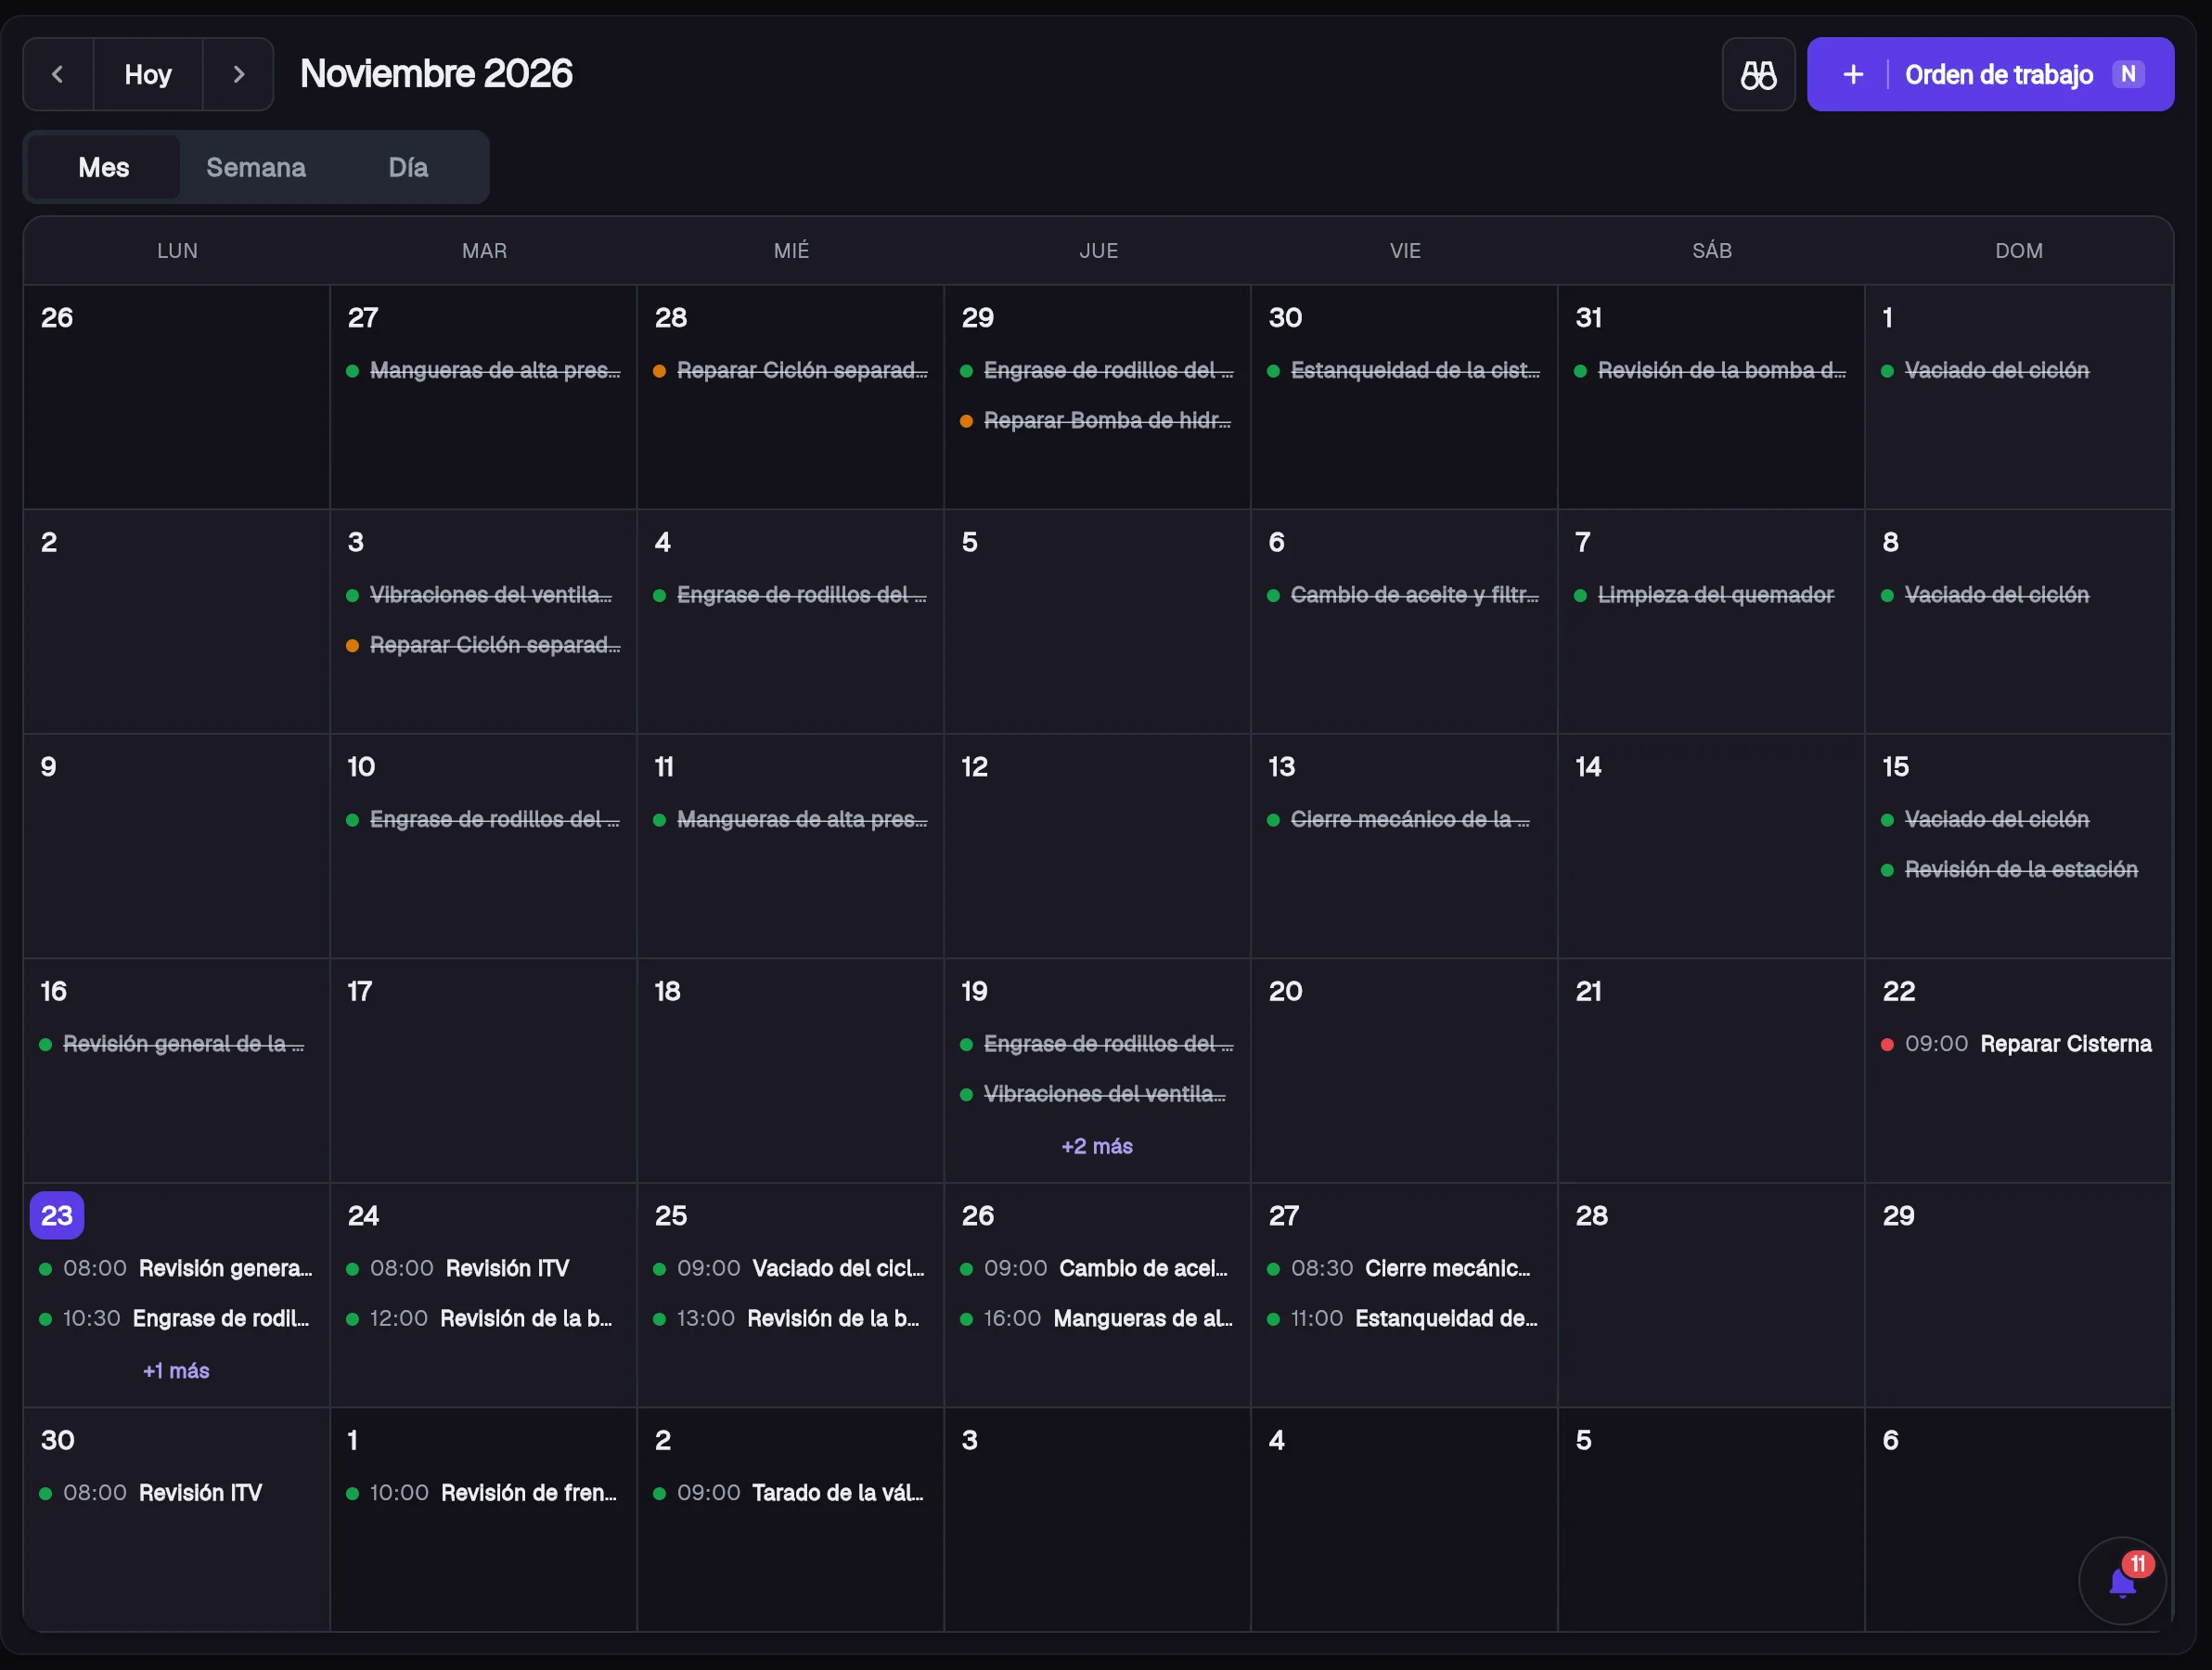 Hoy
Noviembre 2026
+ Orden de trabajo N
Mes Semana Día
LUN MAR MIÉ JUE VIE SÁB DOM
26 27 28 29 30 31 1
Mangueras de alta pres... Reparar Ciclón separad... Engrase de rodillos del ... Estanqueidad de la cist... Revisión de la bomba d... Vaciado del ciclón
Reparar Bomba de hidr...
2 3 4 5 6 7 8
Vibraciones del ventila... Engrase de rodillos del ... Cambio de aceite y filtr... Limpieza del quemador Vaciado del ciclón
Reparar Ciclón separad...
9 10 11 12 13 14 15
Engrase de rodillos del ... Mangueras de alta pres... Cierre mecánico de la ... Vaciado del ciclón
Revisión de la estación
16 17 18 19 20 21 22
Revisión general de la ... Engrase de rodillos del ... 09:00 Reparar Cisterna
Vibraciones del ventila...
+2 más
23 24 25 26 27 28 29
08:00 Revisión genera... 08:00 Revisión ITV 09:00 Vaciado del cicl... 09:00 Cambio de acei... 08:30 Cierre mecánic...
10:30 Engrase de rodil... 12:00 Revisión de la b... 13:00 Revisión de la b... 16:00 Mangueras de al... 11:00 Estanqueidad de...
+1 más
30 1 2 3 4 5 6
08:00 Revisión ITV 10:00 Revisión de fren... 09:00 Tarado de la vál...
11